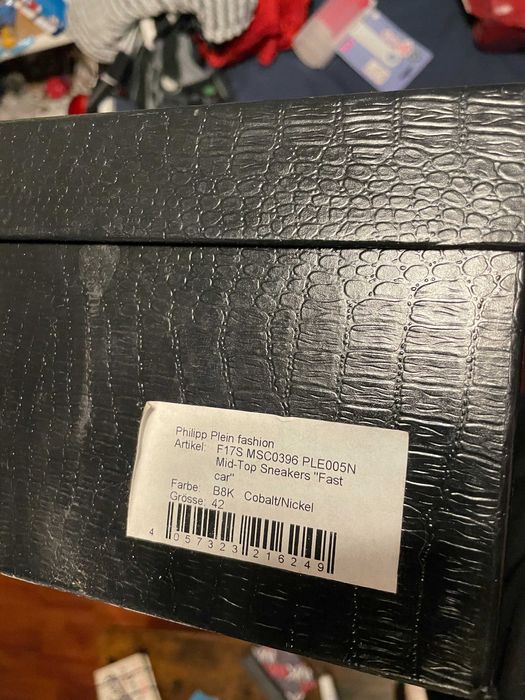 Philipp Plein fashion
Artikel: F17S MSC0396 PLE005N
Mid-Top Sneakers "Fast
car"
Farbe: B8K Cobalt/Nickel
Grösse: 42
4 057323 216249